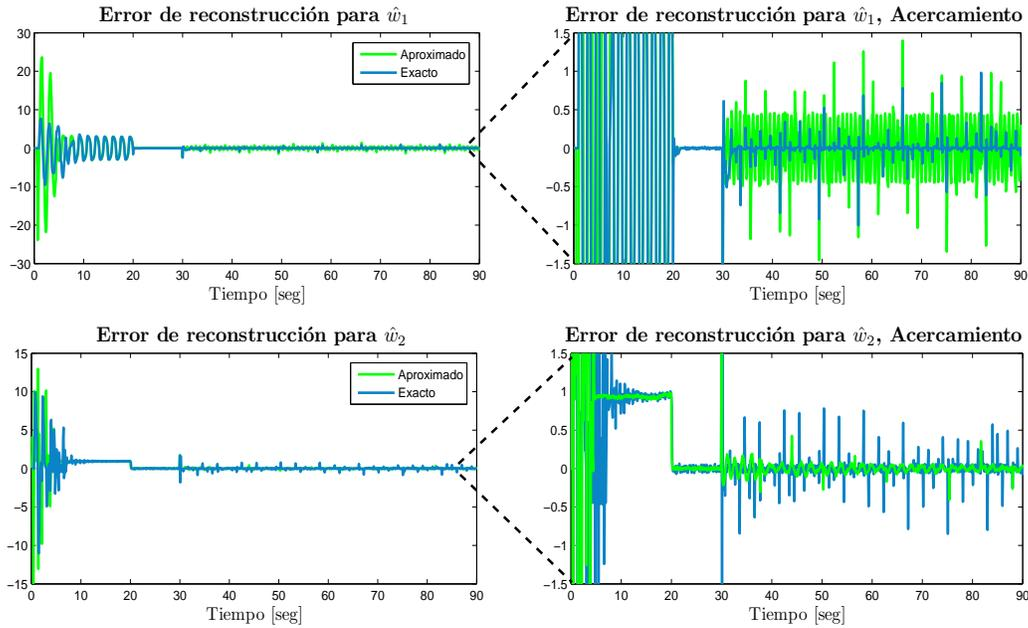 Error de reconstrucción para ŵ₁
30
20
10
0
−10
−20
−30
Aproximado
Exacto
0 10 20 30 40 50 60 70 80 90
Tiempo [seg]
Error de reconstrucción para ŵ₁, Acercamiento
1.5
1
0.5
0
−0.5
−1
−1.5
0 10 20 30 40 50 60 70 80 90
Tiempo [seg]
Error de reconstrucción para ŵ₂
15
10
5
0
−5
−10
−15
Aproximado
Exacto
0 10 20 30 40 50 60 70 80 90
Tiempo [seg]
Error de reconstrucción para ŵ₂, Acercamiento
1.5
1
0.5
0
−0.5
−1
−1.5
0 10 20 30 40 50 60 70 80 90
Tiempo [seg]